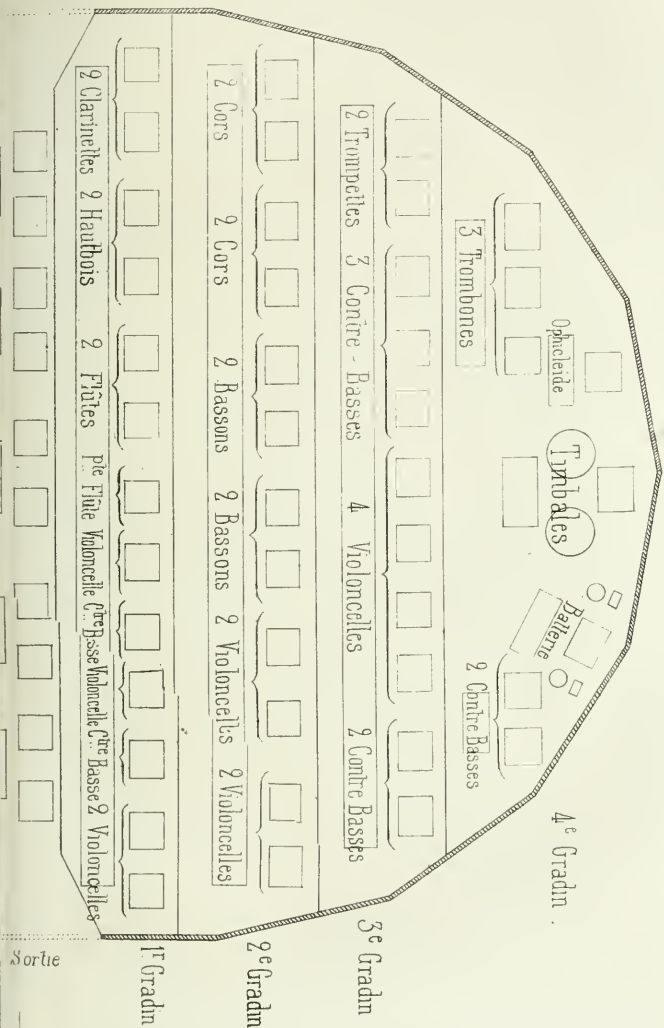 4e Gradin.
Ophicleide
Timbales
Batterie
3 Trombones
2 Contre Basses
3e Gradin
2 Trompettes 3 Contre-Basses 4 Violoncelles 2 Contre Basses
2e Gradin
2 Cors 2 Cors 2 Bassons 2 Bassons 2 Violoncelles 2 Violoncelles
1r Gradin
2 Clarinettes 2 Hautbois 2 Flûtes Pte Flûte Violoncelle Ctre Basse Violoncelle Ctre Basse 2 Violoncelles
Sortie